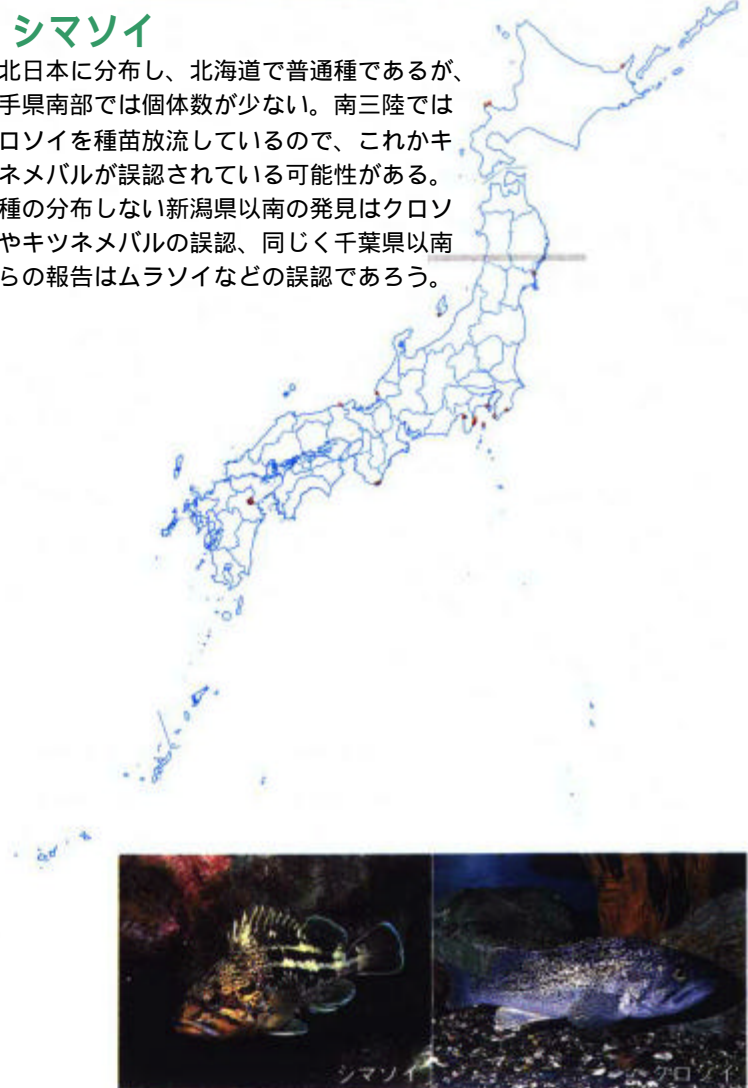 シマソイ
北日本に分布し、北海道で普通種であるが、
手県南部では個体数が少ない。南三陸では
ロソイを種苗放流しているので、これかキ
ネメバルが誤認されている可能性がある。
種の分布しない新潟県以南の発見はクロソ
やキツネメバルの誤認、同じく千葉県以南
らの報告はムラソイなどの誤認であろう。
シマソイ
クロソイ